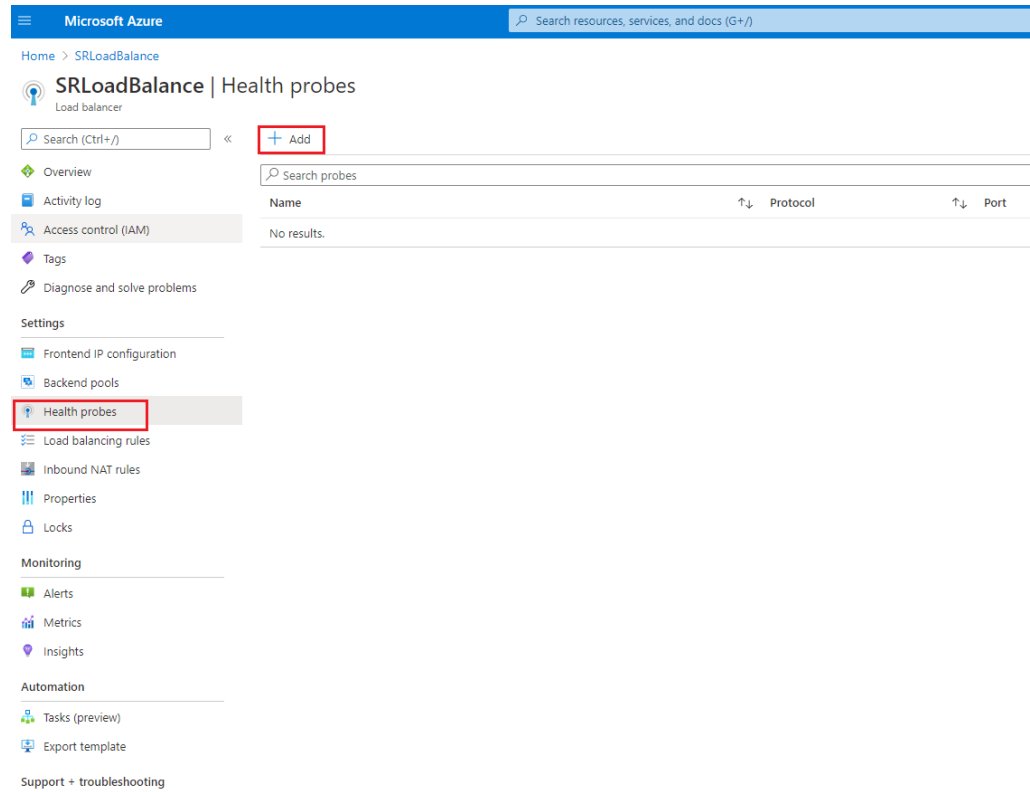 Microsoft Azure
Search resources, services, and docs (G+/)
Home > SRLoadBalance
SRLoadBalance | Health probes
Load balancer
Search (Ctrl+/)
«
+ Add
Overview
Search probes
Activity log
Name ↑↓ Protocol ↑↓ Port
Access control (IAM)
No results.
Tags
Diagnose and solve problems
Settings
Frontend IP configuration
Backend pools
Health probes
Load balancing rules
Inbound NAT rules
Properties
Locks
Monitoring
Alerts
Metrics
Insights
Automation
Tasks (preview)
Export template
Support + troubleshooting